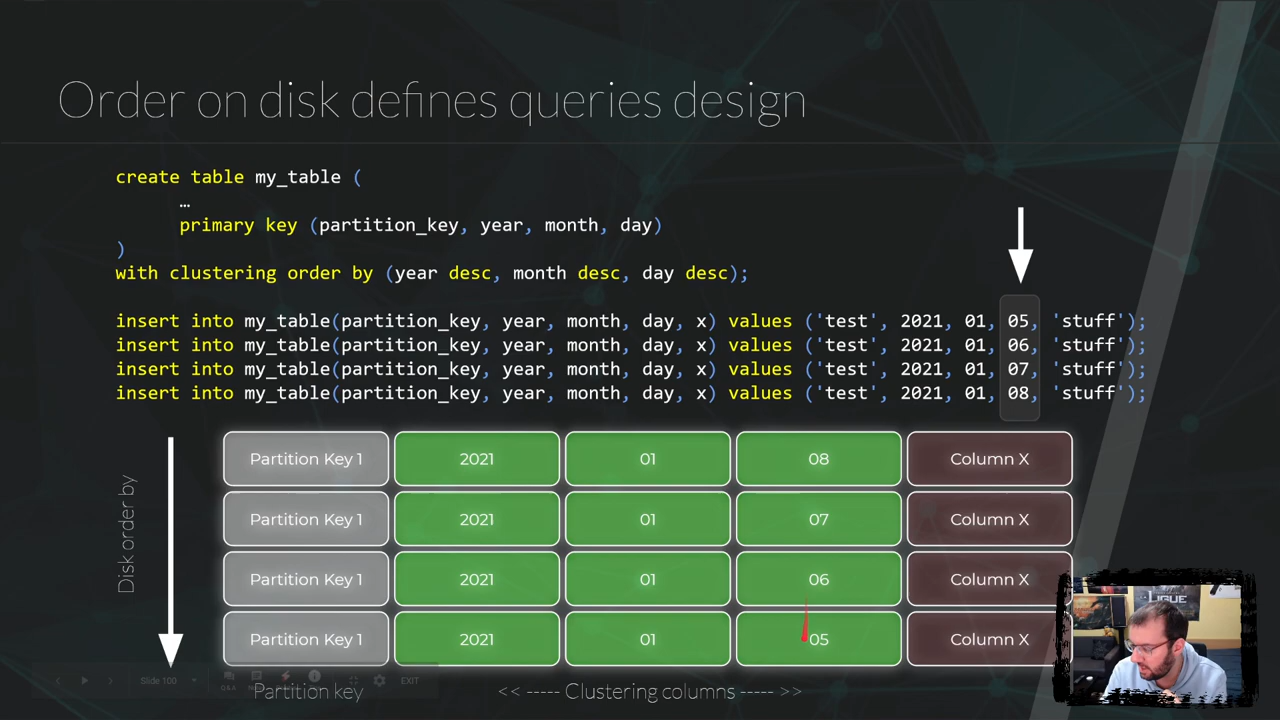 Order on disk defines queries design
create table my_table (
…
primary key (partition_key, year, month, day)
)
with clustering order by (year desc, month desc, day desc);
insert into my_table(partition_key, year, month, day, x) values ('test', 2021, 01, 05, 'stuff');
insert into my_table(partition_key, year, month, day, x) values ('test', 2021, 01, 06, 'stuff');
insert into my_table(partition_key, year, month, day, x) values ('test', 2021, 01, 07, 'stuff');
insert into my_table(partition_key, year, month, day, x) values ('test', 2021, 01, 08, 'stuff');
Disk order by
Partition Key 1 2021 01 08 Column X
Partition Key 1 2021 01 07 Column X
Partition Key 1 2021 01 06 Column X
Partition Key 1 2021 01 05 Column X
Slide 100 Q&A EXIT
Partition key << ----- Clustering columns ----- >>